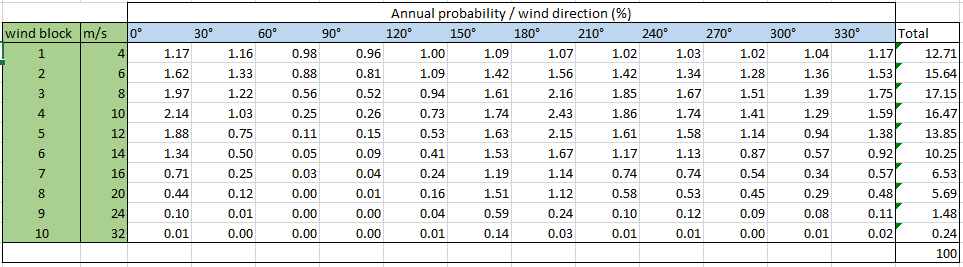 Annual probability / wind direction (%)
wind block m/s 0° 30° 60° 90° 120° 150° 180° 210° 240° 270° 300° 330° Total
1 4 1.17 1.16 0.98 0.96 1.00 1.09 1.07 1.02 1.03 1.02 1.04 1.17 12.71
2 6 1.62 1.33 0.88 0.81 1.09 1.42 1.56 1.42 1.34 1.28 1.36 1.53 15.64
3 8 1.97 1.22 0.56 0.52 0.94 1.61 2.16 1.85 1.67 1.51 1.39 1.75 17.15
4 10 2.14 1.03 0.25 0.26 0.73 1.74 2.43 1.86 1.74 1.41 1.29 1.59 16.47
5 12 1.88 0.75 0.11 0.15 0.53 1.63 2.15 1.61 1.58 1.14 0.94 1.38 13.85
6 14 1.34 0.50 0.05 0.09 0.41 1.53 1.67 1.17 1.13 0.87 0.57 0.92 10.25
7 16 0.71 0.25 0.03 0.04 0.24 1.19 1.14 0.74 0.74 0.54 0.34 0.57 6.53
8 20 0.44 0.12 0.00 0.01 0.16 1.51 1.12 0.58 0.53 0.45 0.29 0.48 5.69
9 24 0.10 0.01 0.00 0.00 0.04 0.59 0.24 0.10 0.12 0.09 0.08 0.11 1.48
10 32 0.01 0.00 0.00 0.00 0.01 0.14 0.03 0.01 0.01 0.00 0.01 0.02 0.24
100